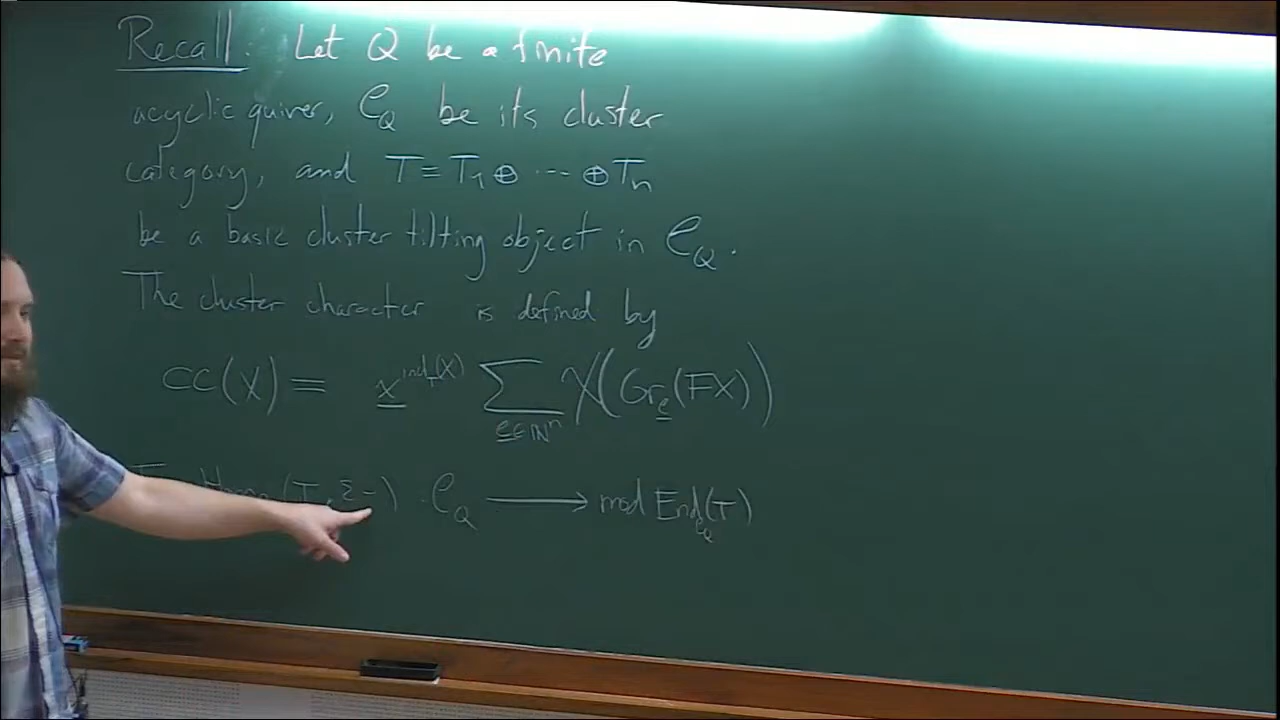 Recall: Let Q be a finite
acyclic quiver, 𝒞_Q be its cluster
category, and T = T_1 ⊕ ··· ⊕ T_n
be a basic cluster tilting object in 𝒞_Q.
The cluster character is defined by
CC(X) = x^{ind_T(X)} ∑_{e∈ℕ^n} χ(Gr_e(FX))
(T, Σ-) : 𝒞_Q ⟶ mod End_{𝒞_Q}(T)